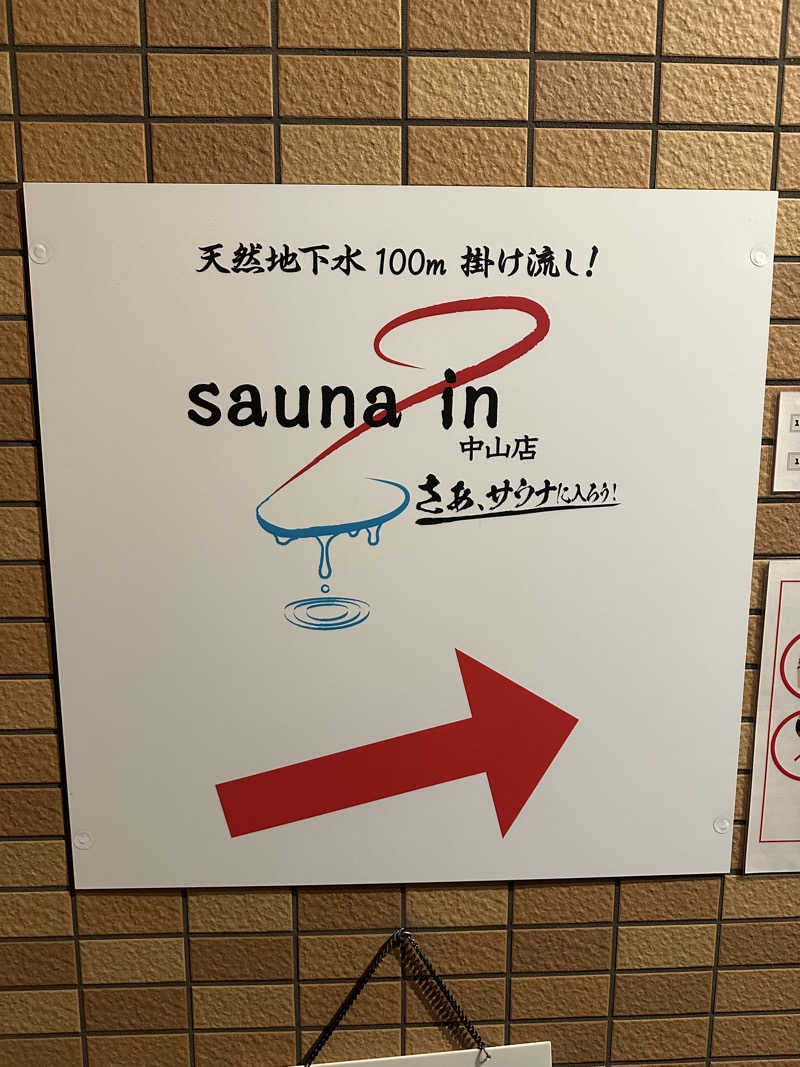 天然地下水 100m 掛け流し!
sauna in
中山店
さあ、サウナに入ろう!